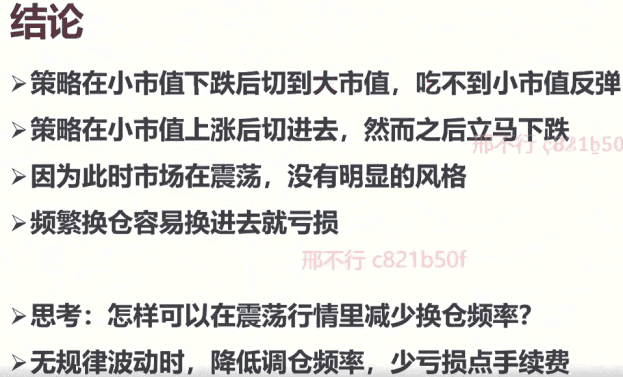 结论
➢策略在小市值下跌后切到大市值，吃不到小市值反弹
➢策略在小市值上涨后切进去，然而之后立马下跌
邢不行 c821b50
➢因为此时市场在震荡，没有明显的风格
➢频繁换仓容易换进去就亏损
邢不行 c821b50f
➢思考：怎样可以在震荡行情里减少换仓频率？
➢无规律波动时，降低调仓频率，少亏损点手续费